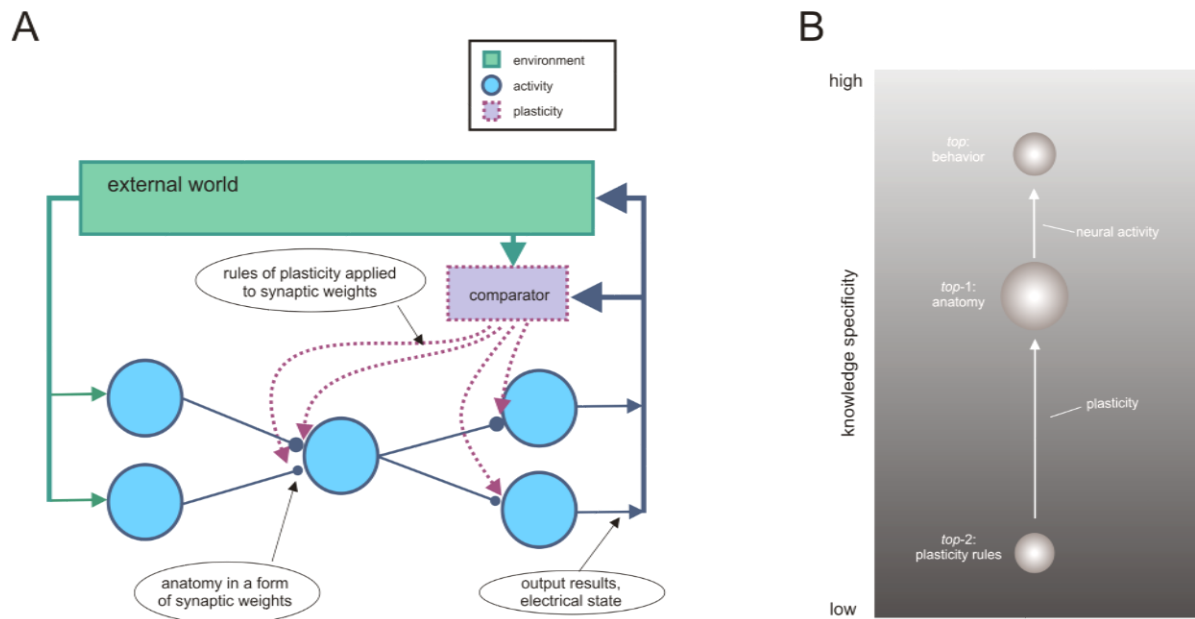 A
environment
activity
plasticity
external world
rules of plasticity applied
to synaptic weights
comparator
anatomy in a form
of synaptic weights
output results,
electrical state
B
high
knowledge specificity
low
top:
behavior
neural activity
top-1:
anatomy
plasticity
top-2:
plasticity rules